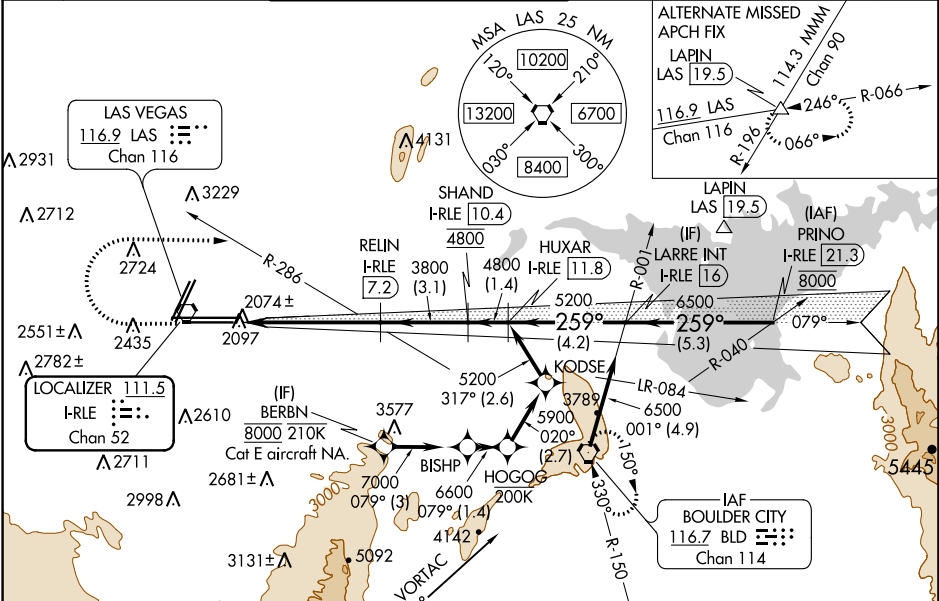 MSA LAS 25 NM
120°
10200
210°
13200
6700
030°
8400
300°
ALTERNATE MISSED
APCH FIX
LAPIN
LAS 19.5
114.3 MMM
Chan 90
116.9 LAS
Chan 116
R-196
246°
R-066
066°
LAS VEGAS
116.9 LAS
Chan 116
2931
3229
4131
2712
2724
R-286
SHAND
I-RLE 10.4
4800
RELIN
I-RLE
7.2
3800
(3.1)
4800
(1.4)
HUXAR
I-RLE 11.8
LAPIN
LAS 19.5
R-001
(IF)
LARRE INT
I-RLE 16
(IAF)
PRINO
I-RLE 21.3
8000
2074±
2097
2551±
2435
2782±
5200
259°
(4.2)
6500
259°
(5.3)
079°
R-040
LOCALIZER 111.5
I-RLE
Chan 52
2610
2711
2681±
2998
3131±
(IF)
BERBN
8000 210K
Cat E aircraft NA.
3577
5200
317° (2.6)
KODSE
3789
LR-084
6500
001° (4.9)
5900
020°
(2.7)
BISHP
HOGOG
200K
7000
079° (3)
6600
079° (1.4)
3000
5092
4142
VORTAC
150°
330°
R-150
IAF
BOULDER CITY
116.7 BLD
Chan 114
3000
5445